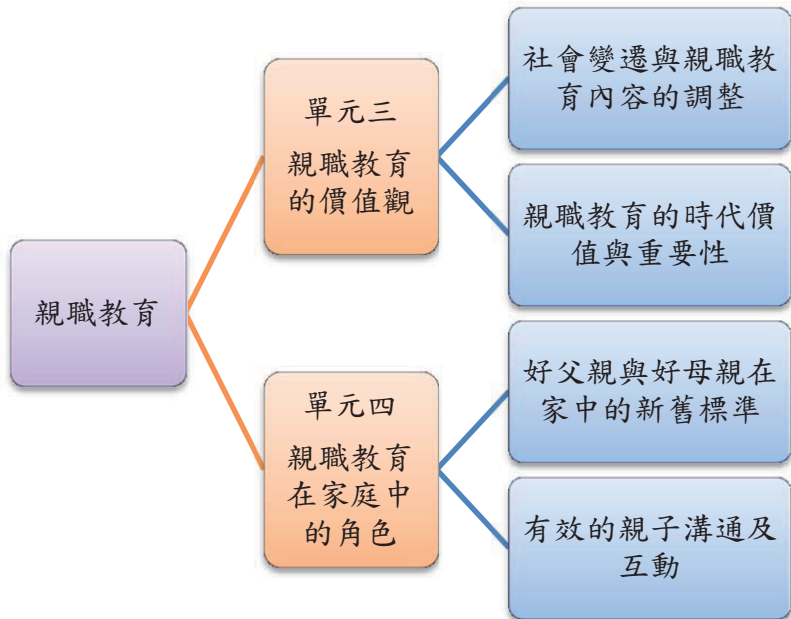 親職教育
單元三
親職教育
的價值觀
社會變遷與親職教
育內容的調整
親職教育的時代價
值與重要性
單元四
親職教育
在家庭中
的角色
好父親與好母親在
家中的新舊標準
有效的親子溝通及
互動